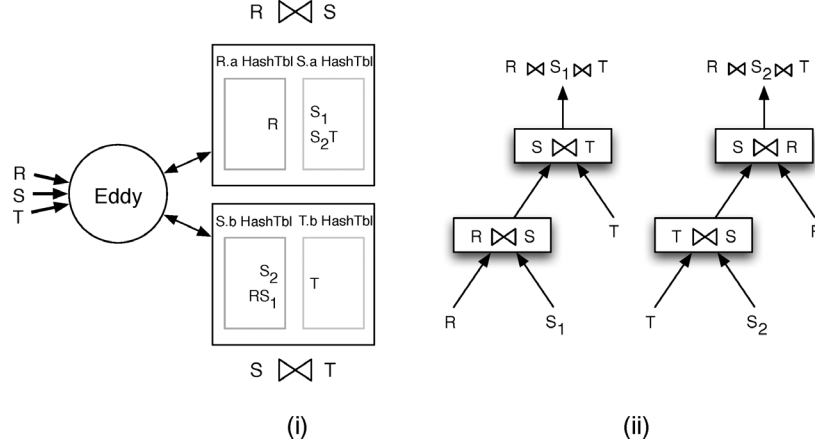 R ⋈ S
R.a HashTbl S.a HashTbl
R
S1
S2T
R
S
T
Eddy
S.b HashTbl T.b HashTbl
S2
RS1
T
S ⋈ T
(i)
R ⋈ S1 ⋈ T
R ⋈ S2 ⋈ T
S ⋈ T
S ⋈ R
R ⋈ S
T
T ⋈ S
R
S1
T
S2
(ii)